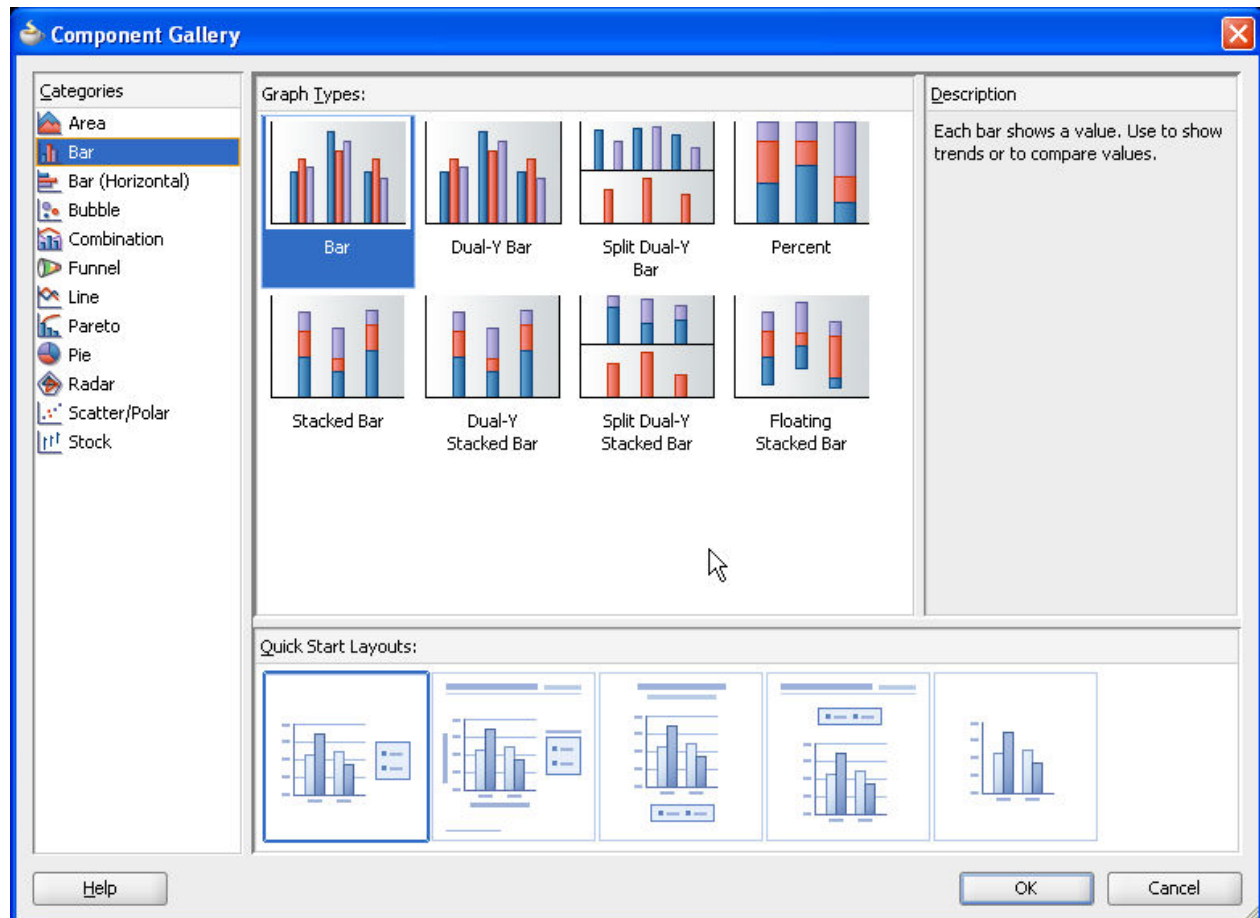 Component Gallery
Categories
Area
Bar
Bar (Horizontal)
Bubble
Combination
Funnel
Line
Pareto
Pie
Radar
Scatter/Polar
Stock
Graph Types:
Bar
Dual-Y Bar
Split Dual-Y
Bar
Percent
Stacked Bar
Dual-Y
Stacked Bar
Split Dual-Y
Stacked Bar
Floating
Stacked Bar
Description
Each bar shows a value. Use to show
trends or to compare values.
Quick Start Layouts:
Help
OK
Cancel